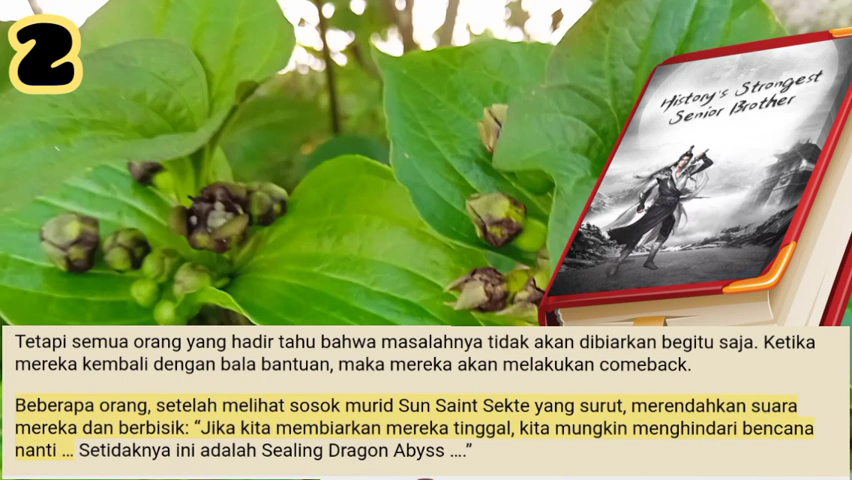 2
History's Strongest
Senior Brother
Tetapi semua orang yang hadir tahu bahwa masalahnya tidak akan dibiarkan begitu saja. Ketika
mereka kembali dengan bala bantuan, maka mereka akan melakukan comeback.
Beberapa orang, setelah melihat sosok murid Sun Saint Sekte yang surut, merendahkan suara
mereka dan berbisik: “Jika kita membiarkan mereka tinggal, kita mungkin menghindari bencana
nanti … Setidaknya ini adalah Sealing Dragon Abyss ….”